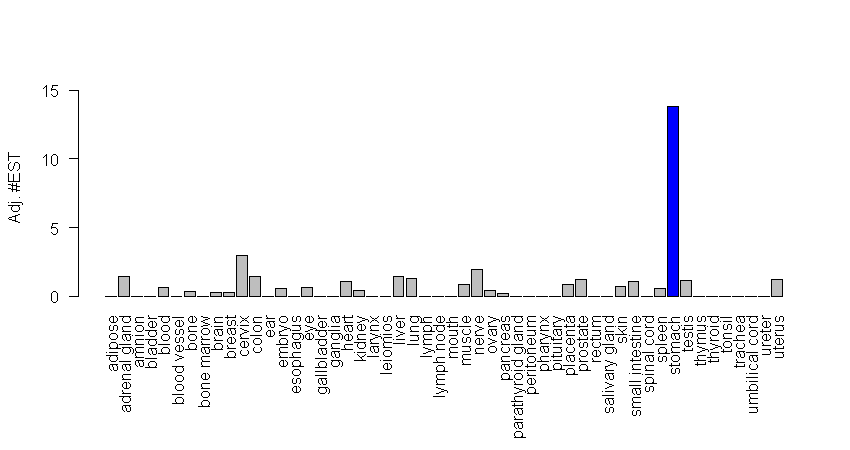 15
10
5
0
Adj. #EST
adipose
adrenal gland
amnion
bladder
blood
blood vessel
bone
bone marrow
brain
breast
cervix
colon
ear
embryo
esophagus
eye
gallbladder
ganglia
heart
kidney
larynx
leiomios
liver
lung
lymph
lymph node
mouth
muscle
nerve
ovary
pancreas
parathyroid gland
peritoneum
pharynx
pituitary
placenta
prostate
rectum
salivary gland
skin
small intestine
spinal cord
spleen
stomach
testis
thymus
thyroid
tonsil
trachea
umbilical cord
ureter
uterus